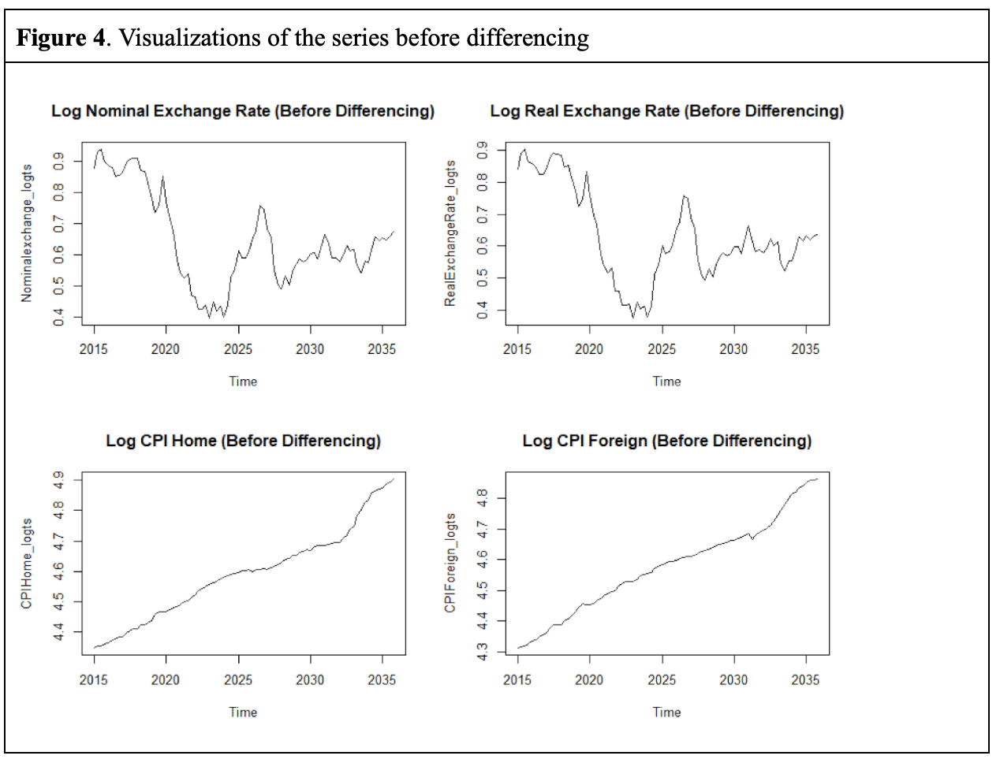 Figure 4. Visualizations of the series before differencing
Log Nominal Exchange Rate (Before Differencing)
Nominalexchange_logts
0.9
0.8
0.7
0.6
0.5
0.4
2015 2020 2025 2030 2035
Time
Log Real Exchange Rate (Before Differencing)
RealExchangeRate_logts
0.9
0.8
0.7
0.6
0.5
0.4
2015 2020 2025 2030 2035
Time
Log CPI Home (Before Differencing)
CPIHome_logts
4.9
4.8
4.7
4.6
4.5
4.4
2015 2020 2025 2030 2035
Time
Log CPI Foreign (Before Differencing)
CPIForeign_logts
4.8
4.7
4.6
4.5
4.4
4.3
2015 2020 2025 2030 2035
Time